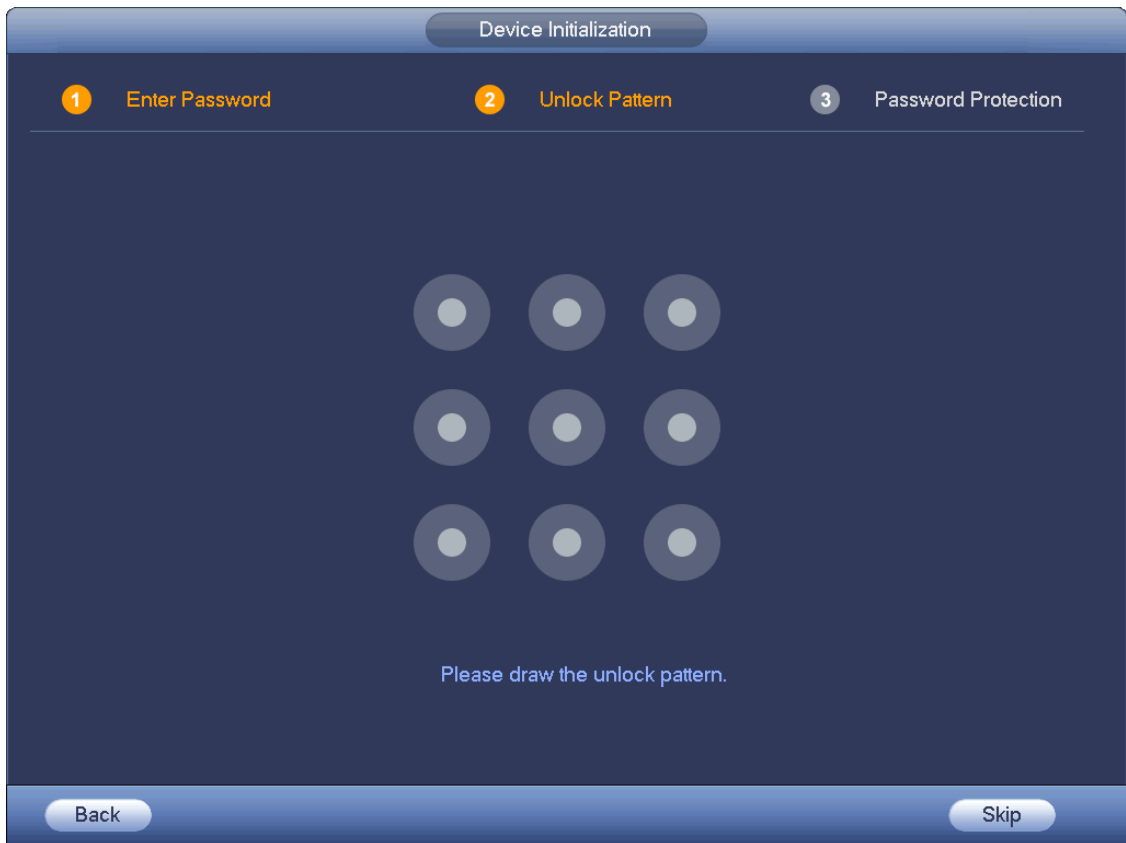 Device Initialization
1 Enter Password 2 Unlock Pattern 3 Password Protection
Please draw the unlock pattern.
Back Skip